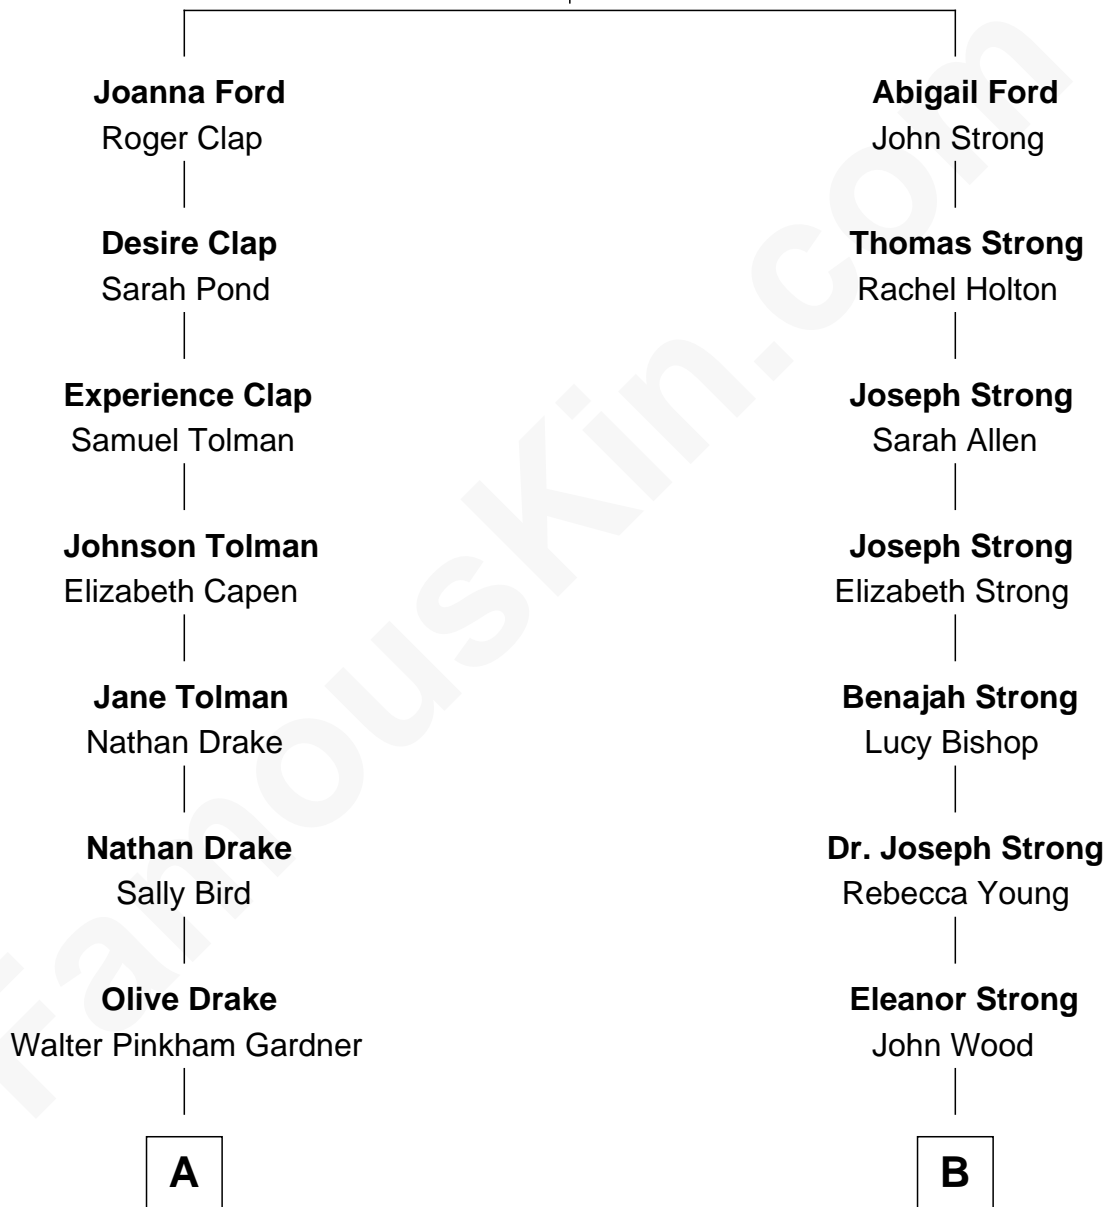 Joanna Ford
Roger Clap
Desire Clap
Sarah Pond
Experience Clap
Samuel Tolman
Johnson Tolman
Elizabeth Capen
Jane Tolman
Nathan Drake
Nathan Drake
Sally Bird
Olive Drake
Walter Pinkham Gardner
A
Abigail Ford
John Strong
Thomas Strong
Rachel Holton
Joseph Strong
Sarah Allen
Joseph Strong
Elizabeth Strong
Benajah Strong
Lucy Bishop
Dr. Joseph Strong
Rebecca Young
Eleanor Strong
John Wood
B
FamousKin.com